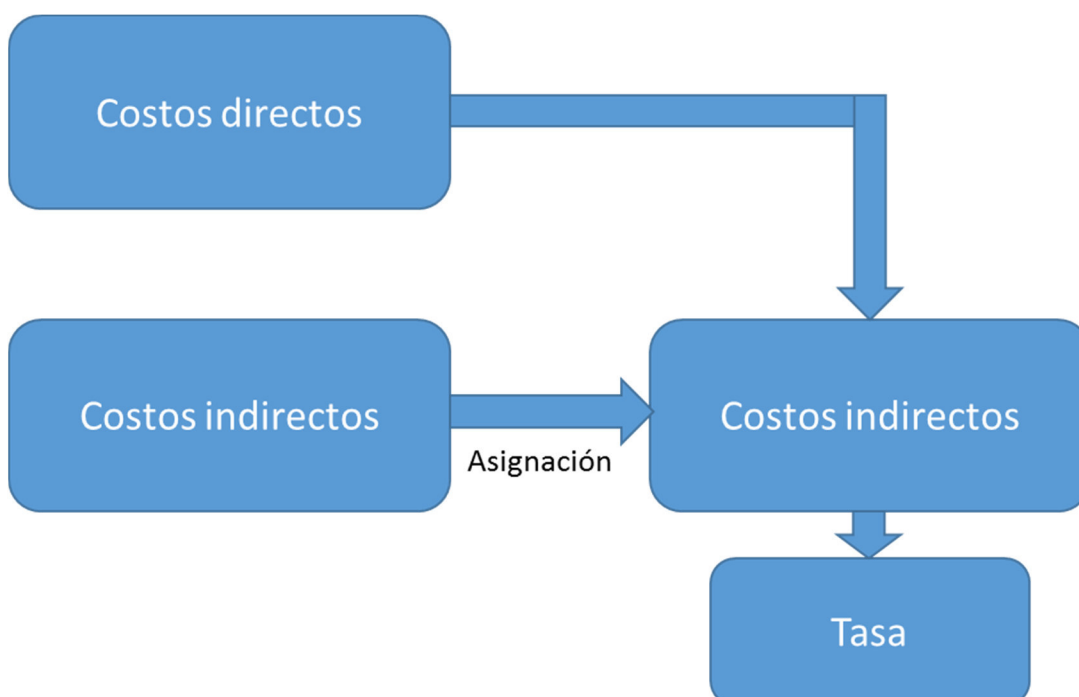 Costos directos
Costos indirectos
Asignación
Costos indirectos
Tasa